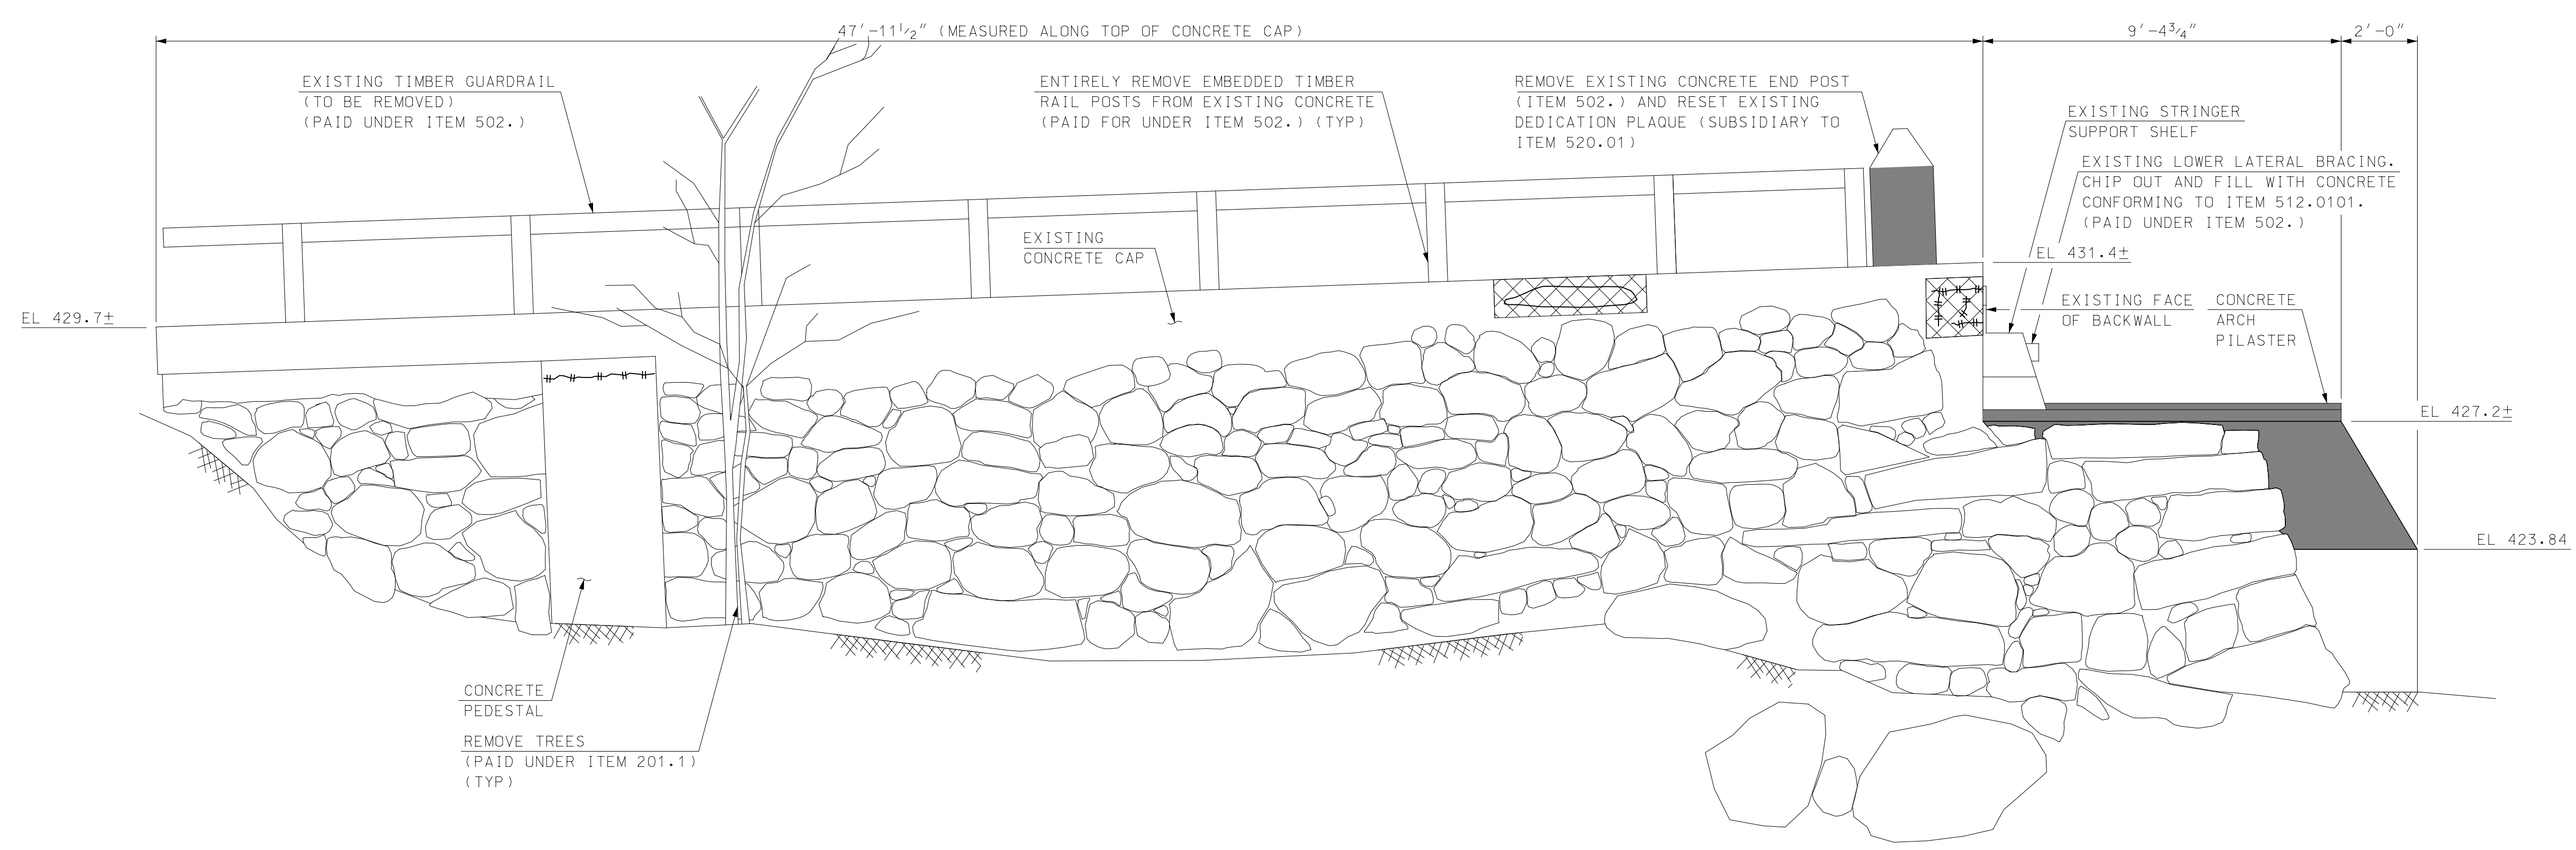 47'-11 1/2" (MEASURED ALONG TOP OF CONCRETE CAP)
9'-4 3/4"
2'-0"
EXISTING TIMBER GUARDRAIL
(TO BE REMOVED)
(PAID UNDER ITEM 502.)
ENTIRELY REMOVE EMBEDDED TIMBER
RAIL POSTS FROM EXISTING CONCRETE
(PAID FOR UNDER ITEM 502.) (TYP)
REMOVE EXISTING CONCRETE END POST
(ITEM 502.) AND RESET EXISTING
DEDICATION PLAQUE (SUBSIDIARY TO
ITEM 520.01)
EXISTING STRINGER
SUPPORT SHELF
EXISTING LOWER LATERAL BRACING.
CHIP OUT AND FILL WITH CONCRETE
CONFORMING TO ITEM 512.0101.
(PAID UNDER ITEM 502.)
EXISTING
CONCRETE CAP
EL 431.4±
EL 429.7±
EXISTING FACE
OF BACKWALL
CONCRETE
ARCH
PILASTER
EL 427.2±
EL 423.84
CONCRETE
PEDESTAL
REMOVE TREES
(PAID UNDER ITEM 201.1)
(TYP)